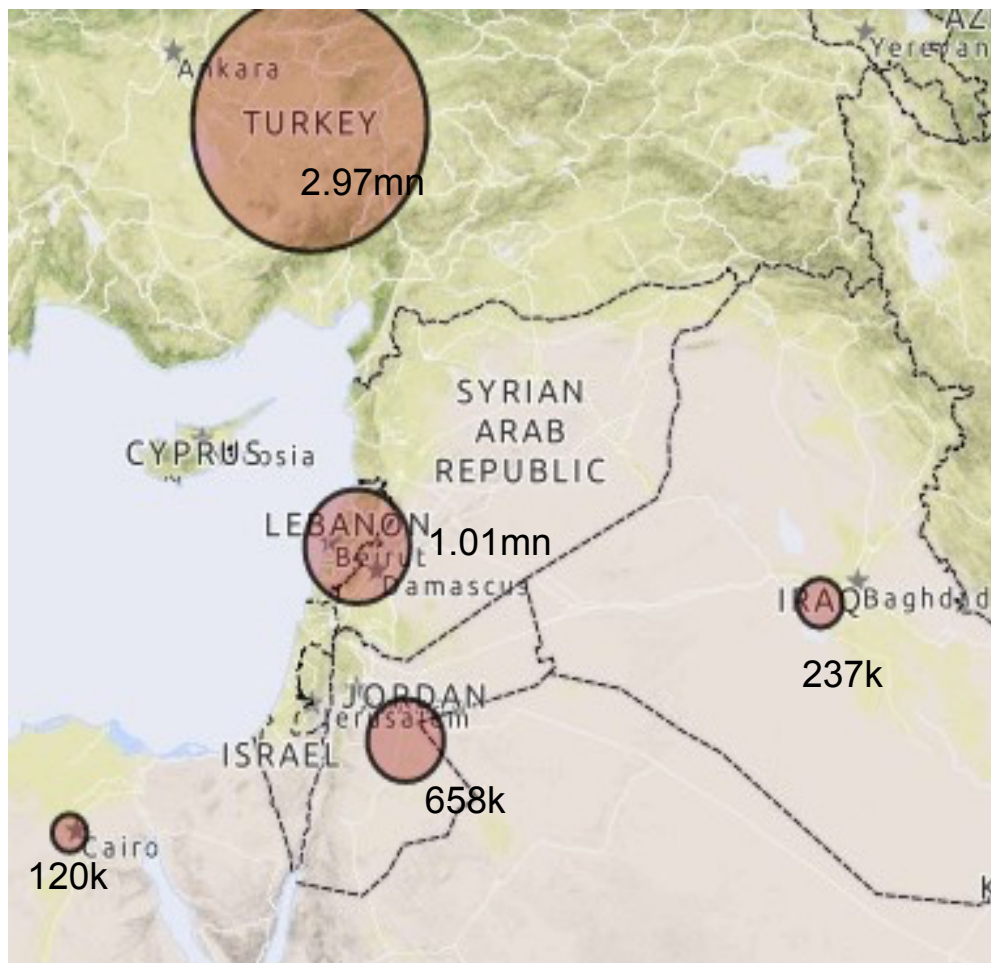 AZ
Yerevan
Ankara
TURKEY
2.97mn
SYRIAN
ARAB
REPUBLIC
CYPRUS
LEBANON
1.01mn
Beirut
Damascus
IRAQ
Baghdad
237k
JORDAN
Jerusalem
ISRAEL
658k
Cairo
120k
K